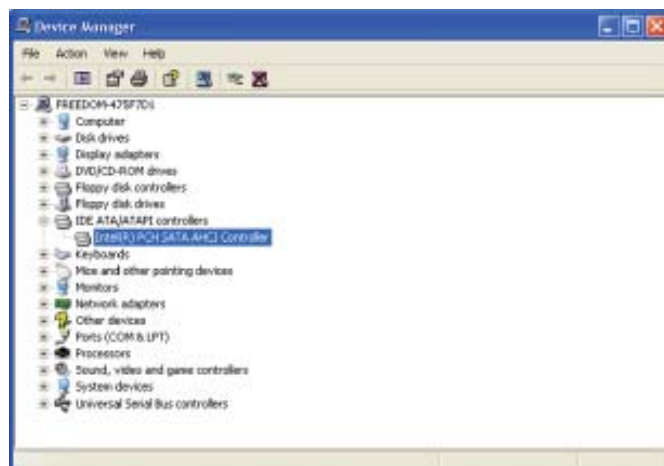 Device Manager
File Action View Help
FREEDOM-475F7D1
Computer
Disk drives
Display adapters
DVD/CD-ROM drives
Floppy disk controllers
Floppy disk drives
IDE ATA/ATAPI controllers
Intel(R) PCH SATA AHCI Controller
Keyboards
Mice and other pointing devices
Monitors
Network adapters
Other devices
Ports (COM & LPT)
Processors
Sound, video and game controllers
System devices
Universal Serial Bus controllers